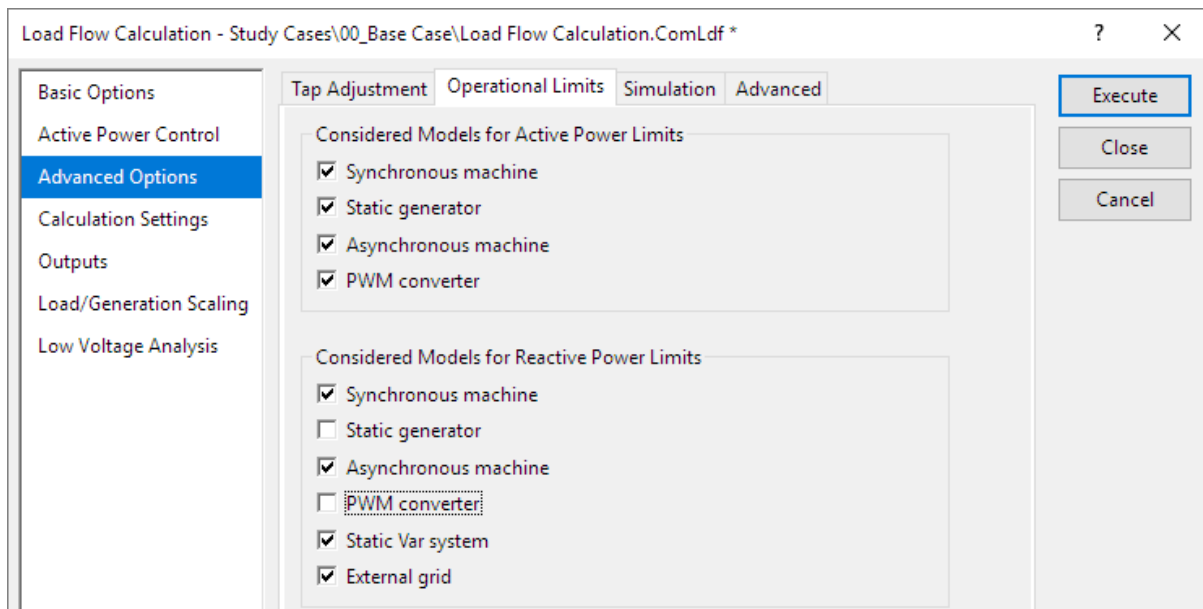 Load Flow Calculation - Study Cases\00_Base Case\Load Flow Calculation.ComLdf *
? ×
Basic Options
Active Power Control
Advanced Options
Calculation Settings
Outputs
Load/Generation Scaling
Low Voltage Analysis
Tap Adjustment Operational Limits Simulation Advanced
Considered Models for Active Power Limits
Synchronous machine
Static generator
Asynchronous machine
PWM converter
Considered Models for Reactive Power Limits
Synchronous machine
Static generator
Asynchronous machine
PWM converter
Static Var system
External grid
Execute
Close
Cancel